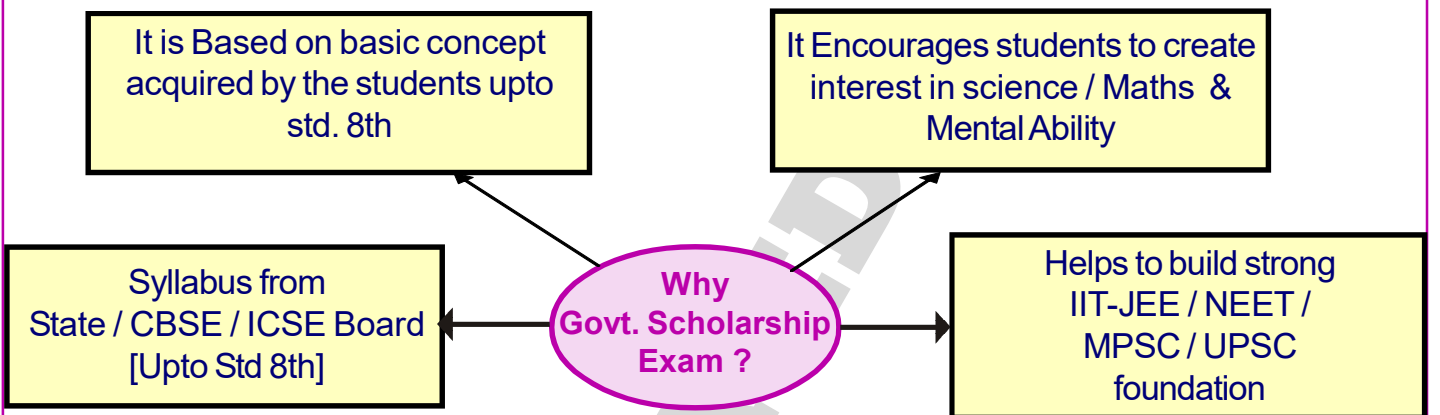 It is Based on basic concept
acquired by the students upto
std. 8th
It Encourages students to create
interest in science / Maths &
Mental Ability
Syllabus from
State / CBSE / ICSE Board
[Upto Std 8th]
Why
Govt. Scholarship
Exam ?
Helps to build strong
IIT-JEE / NEET /
MPSC / UPSC
foundation